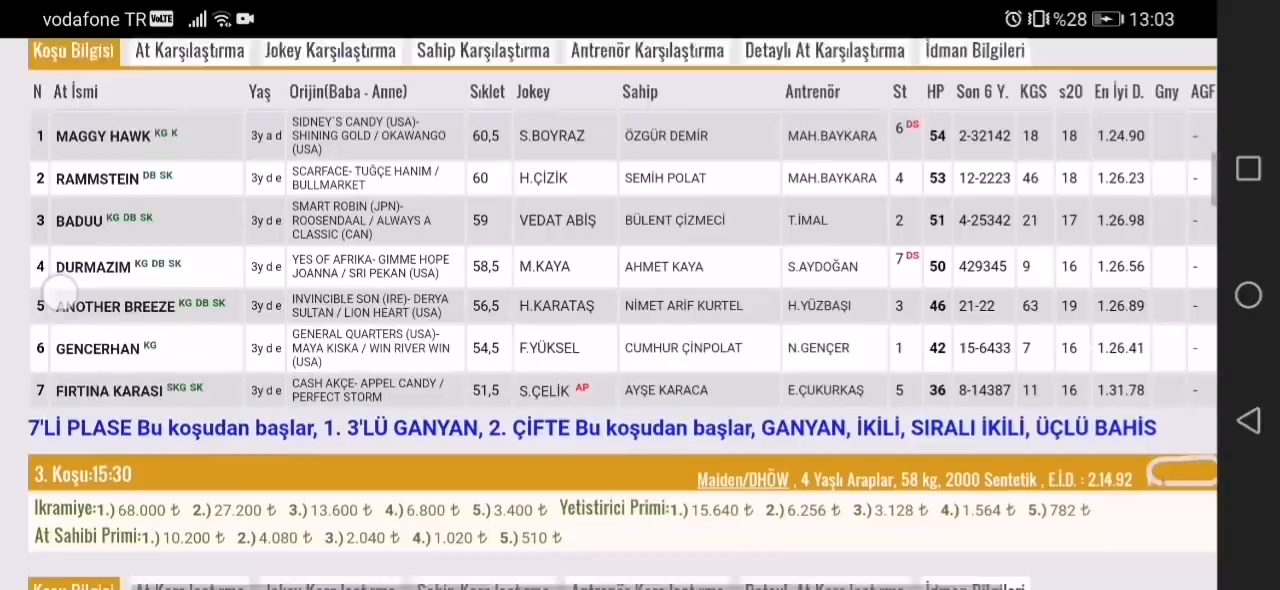 vodafone TR VoLTE %28 13:03
Koşu Bilgisi At Karşılaştırma Jokey Karşılaştırma Sahip Karşılaştırma Antrenör Karşılaştırma Detaylı At Karşılaştırma İdman Bilgileri
N At İsmi Yaş Orijin(Baba - Anne) Sıklet Jokey Sahip Antrenör St HP Son 6 Y. KGS s20 En İyi D. Gny AGF
1 MAGGY HAWK KG K 3y a d SIDNEY`S CANDY (USA)- SHINING GOLD / OKAWANGO (USA) 60,5 S.BOYRAZ ÖZGÜR DEMİR MAH.BAYKARA 6 DS 54 2-32142 18 18 1.24.90 -
2 RAMMSTEIN DB SK 3y d e SCARFACE- TUĞÇE HANIM / BULLMARKET 60 H.ÇİZİK SEMİH POLAT MAH.BAYKARA 4 53 12-2223 46 18 1.26.23 -
3 BADUU KG DB SK 3y d e SMART ROBIN (JPN)- ROOSENDAAL / ALWAYS A CLASSIC (CAN) 59 VEDAT ABİŞ BÜLENT ÇİZMECİ T.İMAL 2 51 4-25342 21 17 1.26.98 -
4 DURMAZIM KG DB SK 3y d e YES OF AFRIKA- GIMME HOPE JOANNA / SRI PEKAN (USA) 58,5 M.KAYA AHMET KAYA S.AYDOĞAN 7 DS 50 429345 9 16 1.26.56 -
5 ANOTHER BREEZE KG DB SK 3y d e INVINCIBLE SON (IRE)- DERYA SULTAN / LION HEART (USA) 56,5 H.KARATAŞ NİMET ARİF KURTEL H.YÜZBAŞI 3 46 21-22 63 19 1.26.89 -
6 GENCERHAN KG 3y d e GENERAL QUARTERS (USA)- MAYA KISKA / WIN RIVER WIN (USA) 54,5 F.YÜKSEL CUMHUR ÇİNPOLAT N.GENÇER 1 42 15-6433 7 16 1.26.41 -
7 FIRTINA KARASI SKG SK 3y d e CASH AKÇE- APPEL CANDY / PERFECT STORM 51,5 S.ÇELİK AP AYŞE KARACA E.ÇUKURKAŞ 5 36 8-14387 11 16 1.31.78 -
7'Lİ PLASE Bu koşudan başlar, 1. 3'LÜ GANYAN, 2. ÇİFTE Bu koşudan başlar, GANYAN, İKİLİ, SIRALI İKİLİ, ÜÇLÜ BAHİS
3. Koşu:15:30 Maiden/DHÖW , 4 Yaşlı Araplar, 58 kg, 2000 Sentetik , E.İ.D. : 2.14.92
Ikramiye:1.) 68.000 ₺ 2.) 27.200 ₺ 3.) 13.600 ₺ 4.) 6.800 ₺ 5.) 3.400 ₺ Yetistirici Primi:1.) 15.640 ₺ 2.) 6.256 ₺ 3.) 3.128 ₺ 4.) 1.564 ₺ 5.) 782 ₺
At Sahibi Primi:1.) 10.200 ₺ 2.) 4.080 ₺ 3.) 2.040 ₺ 4.) 1.020 ₺ 5.) 510 ₺
Koşu Bilgisi At Karşılaştırma Jokey Karşılaştırma Sahip Karşılaştırma Antrenör Karşılaştırma Detaylı At Karşılaştırma İdman Bilgileri